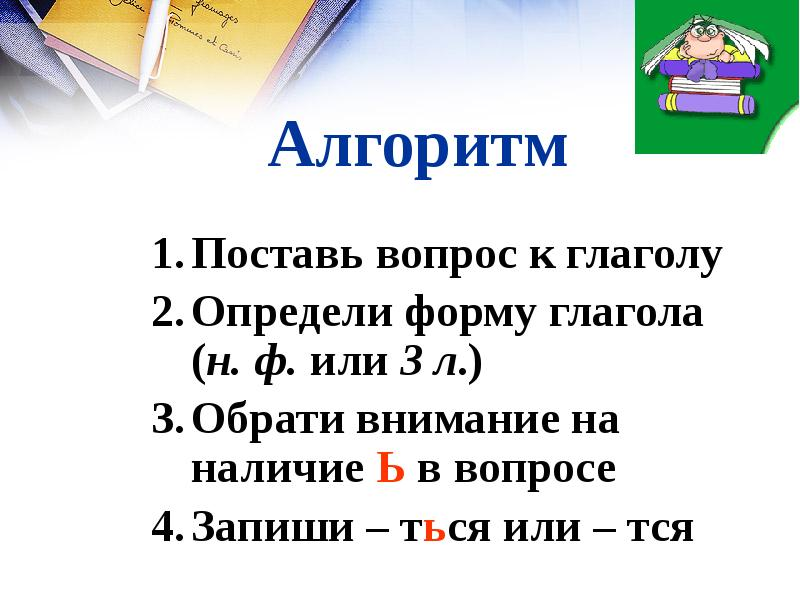 Алгоритм
1. Поставь вопрос к глаголу
2. Определи форму глагола
(н. ф. или 3 л.)
3. Обрати внимание на
наличие Ь в вопросе
4. Запиши – ться или – тся